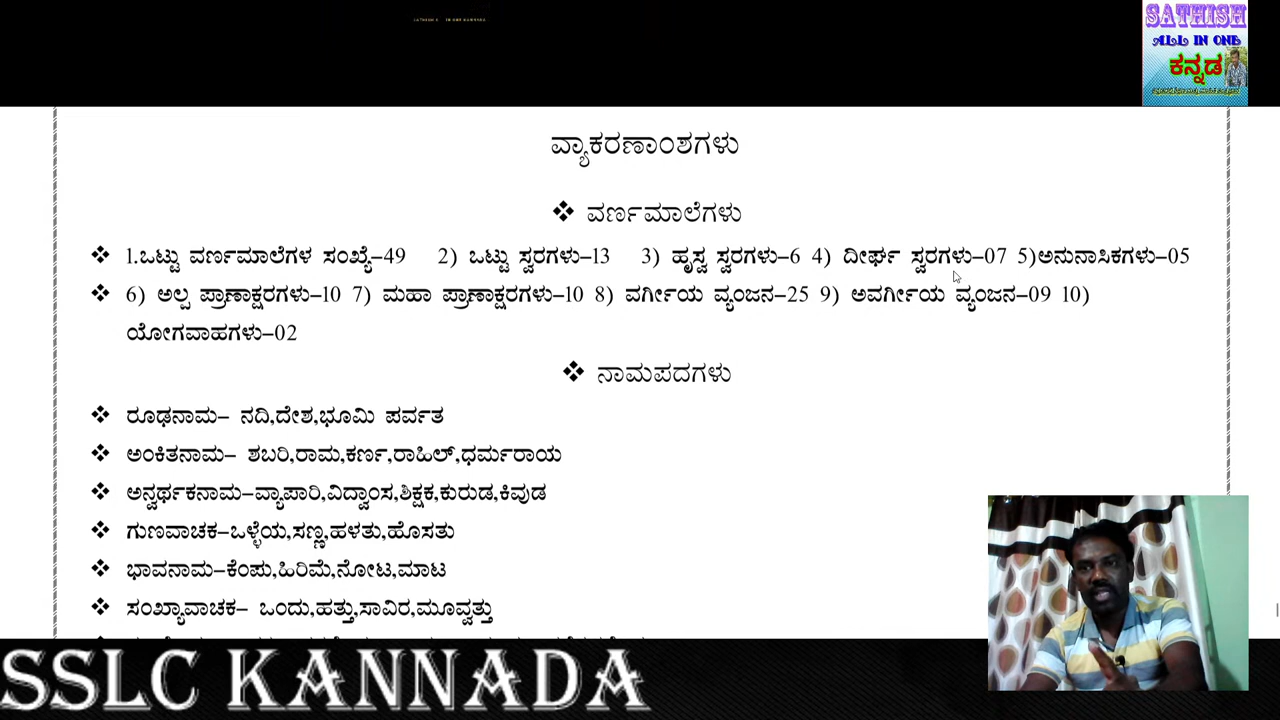 SATHISH
ALL IN ONE
ಕನ್ನಡ
ವ್ಯಾಕರಣಾಂಶಗಳು
❖ ವರ್ಣಮಾಲೆಗಳು
❖ 1.ಒಟ್ಟು ವರ್ಣಮಾಲೆಗಳ ಸಂಖ್ಯೆ-49 2) ಒಟ್ಟು ಸ್ವರಗಳು-13 3) ಹೃಸ್ವ ಸ್ವರಗಳು-6 4) ದೀರ್ಘ ಸ್ವರಗಳು-07 5)ಅನುನಾಸಿಕಗಳು-05
❖ 6) ಅಲ್ಪ ಪ್ರಾಣಾಕ್ಷರಗಳು-10 7) ಮಹಾ ಪ್ರಾಣಾಕ್ಷರಗಳು-10 8) ವರ್ಗೀಯ ವ್ಯಂಜನ-25 9) ಅವರ್ಗೀಯ ವ್ಯಂಜನ-09 10)
ಯೋಗವಾಹಗಳು-02
❖ ನಾಮಪದಗಳು
❖ ರೂಢನಾಮ- ನದಿ,ದೇಶ,ಭೂಮಿ ಪರ್ವತ
❖ ಅಂಕಿತನಾಮ- ಶಬರಿ,ರಾಮ,ಕರ್ಣ,ರಾಹಿಲ್,ಧರ್ಮರಾಯ
❖ ಅನ್ವರ್ಥಕನಾಮ-ವ್ಯಾಪಾರಿ,ವಿದ್ವಾಂಸ,ಶಿಕ್ಷಕ,ಕುರುಡ,ಕಿವುಡ
❖ ಗುಣವಾಚಕ-ಒಳ್ಳೆಯ,ಸಣ್ಣ,ಹಳತು,ಹೊಸತು
❖ ಭಾವನಾಮ-ಕೆಂಪು,ಹಿರಿಮೆ,ನೋಟ,ಮಾಟ
❖ ಸಂಖ್ಯಾವಾಚಕ- ಒಂದು,ಹತ್ತು,ಸಾವಿರ,ಮೂವ್ವತ್ತು
SSLC KANNADA